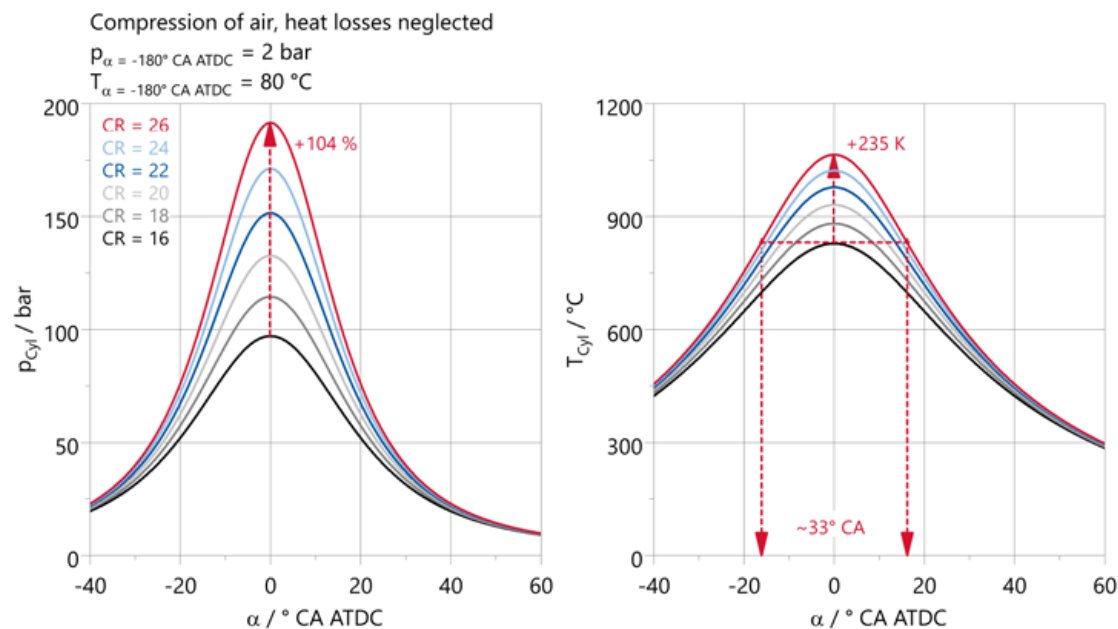 Compression of air, heat losses neglected
pα = -180° CA ATDC = 2 bar
Tα = -180° CA ATDC = 80 °C
200
150
100
50
0
pCyl / bar
CR = 26
CR = 24
CR = 22
CR = 20
CR = 18
CR = 16
+104 %
-40 -20 0 20 40 60
α / ° CA ATDC
1200
900
600
300
0
TCyl / °C
+235 K
~33° CA
-40 -20 0 20 40 60
α / ° CA ATDC